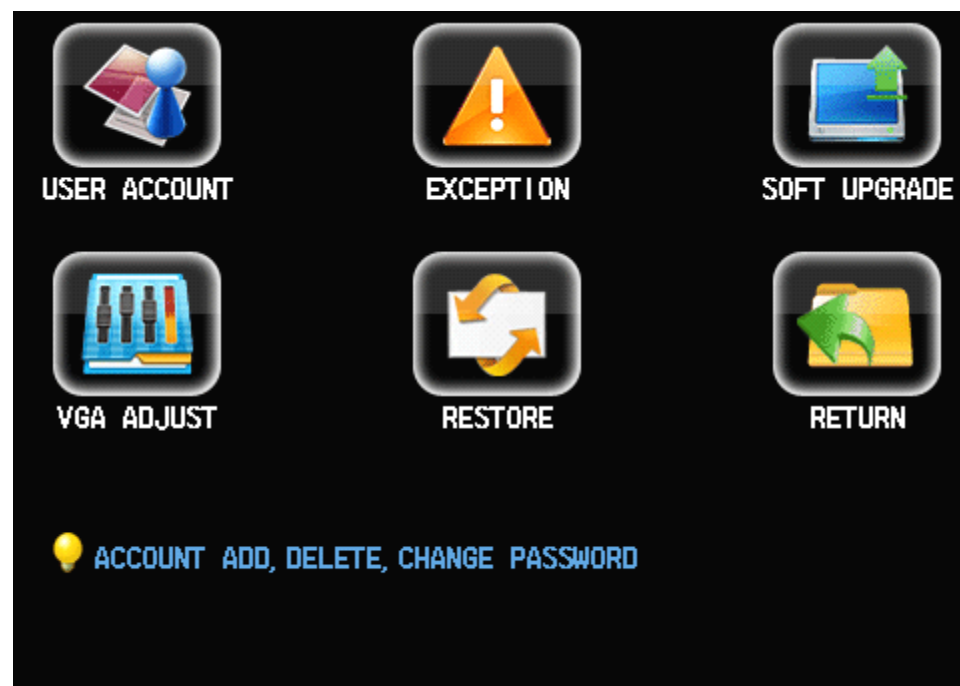 USER ACCOUNT
EXCEPTION
SOFT UPGRADE
VGA ADJUST
RESTORE
RETURN
ACCOUNT ADD, DELETE, CHANGE PASSWORD